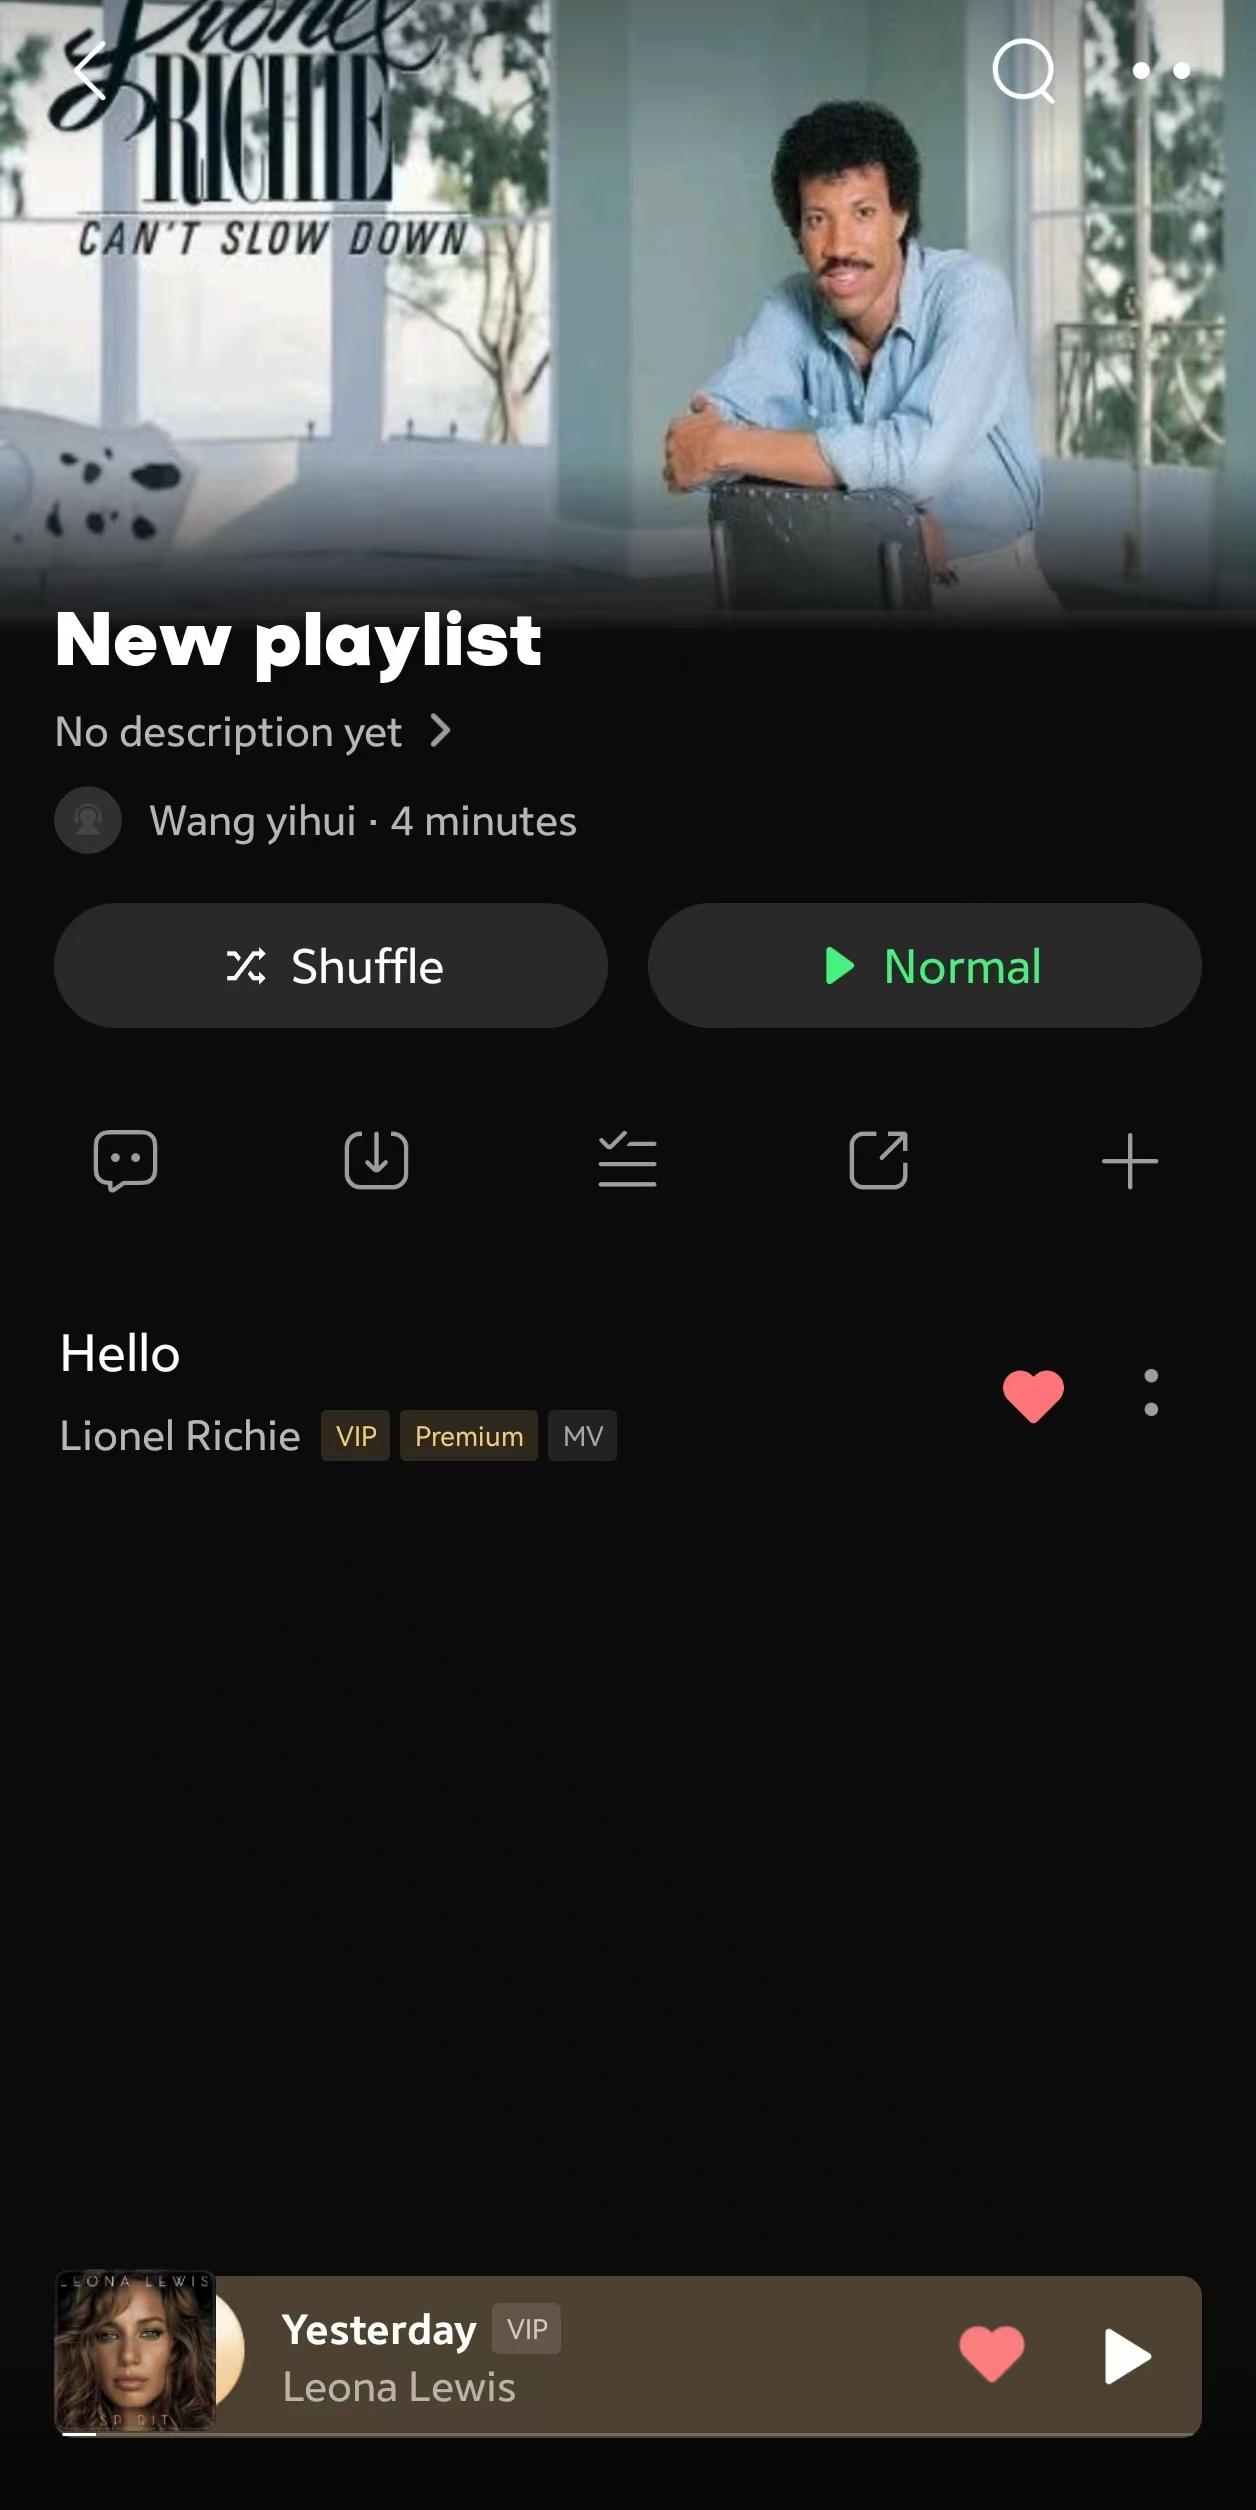 Lionel
RICHIE
CAN'T SLOW DOWN
New playlist
No description yet
Wang yihui · 4 minutes
Shuffle
Normal
Hello
Lionel Richie VIP Premium MV
LEONA LEWIS
Yesterday VIP
Leona Lewis
SPIRIT